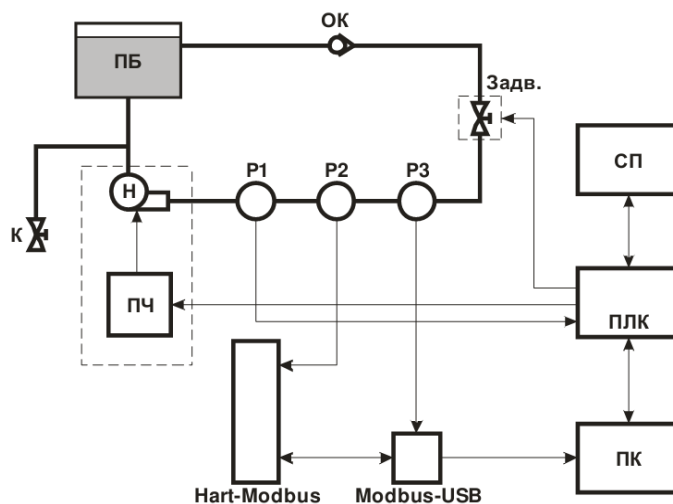 ОК
ПБ
Задв.
СП
Р1
Р2
Р3
Н
К
ПЧ
ПЛК
ПК
Hart-Modbus
Modbus-USB